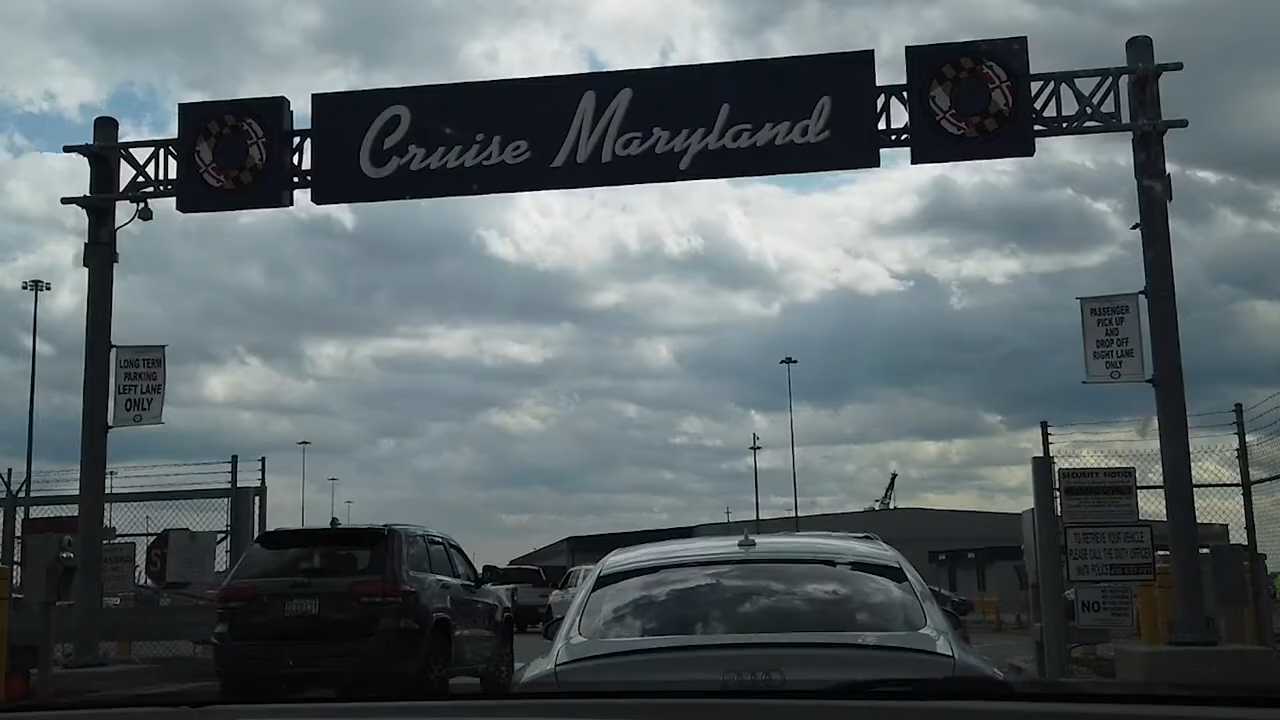 Cruise Maryland
LONG TERM
PARKING
LEFT LANE
ONLY
PASSENGER
PICK UP
AND
DROP OFF
RIGHT LANE
ONLY
SECURITY NOTICE
TO RETRIEVE YOUR VEHICLE
PLEASE CALL THE DUTY OFFICER
NO